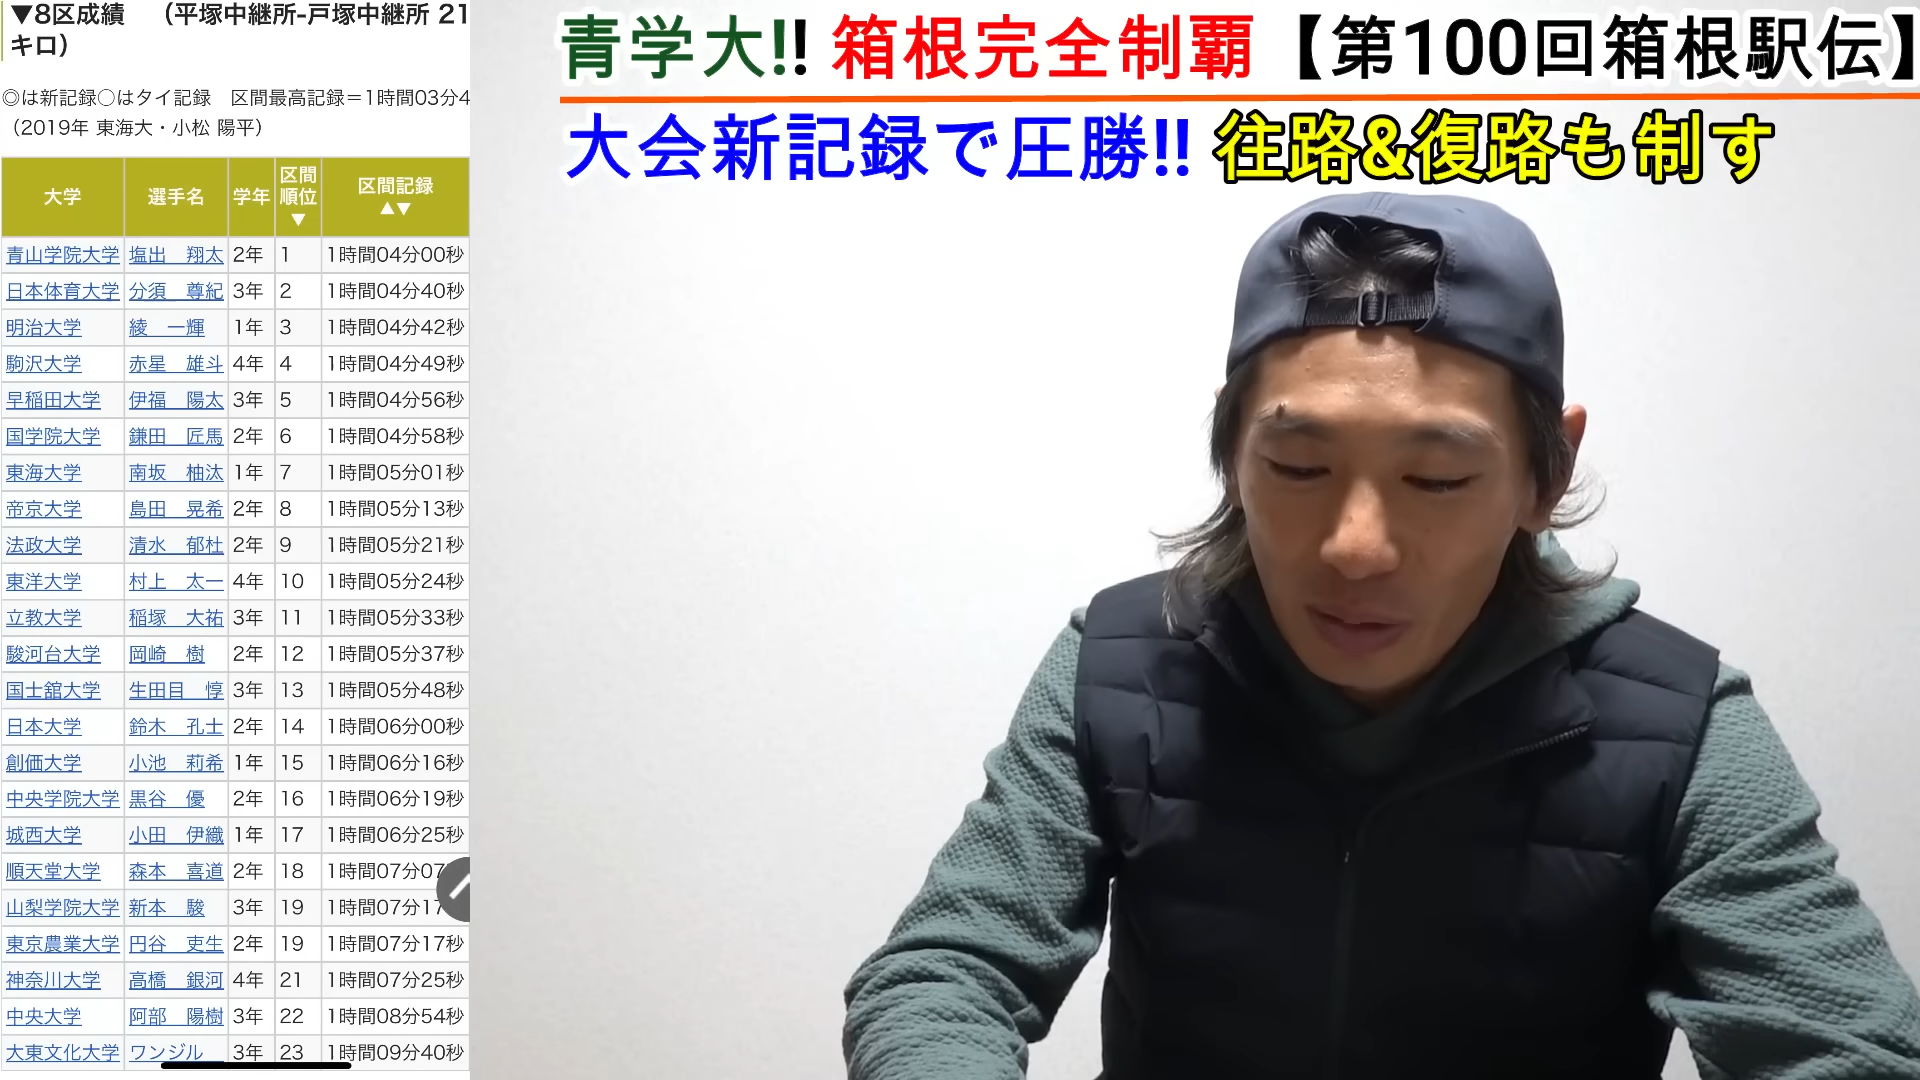 ▼8区成績 （平塚中継所-戸塚中継所 21
キロ）
◎は新記録○はタイ記録 区間最高記録＝1時間03分4
（2019年 東海大・小松 陽平）
大学 選手名 学年 区間順位▼ 区間記録▲▼
青山学院大学 塩出 翔太 2年 1 1時間04分00秒
日本体育大学 分須 尊紀 3年 2 1時間04分40秒
明治大学 綾 一輝 1年 3 1時間04分42秒
駒沢大学 赤星 雄斗 4年 4 1時間04分49秒
早稲田大学 伊福 陽太 3年 5 1時間04分56秒
国学院大学 鎌田 匠馬 2年 6 1時間04分58秒
東海大学 南坂 柚汰 1年 7 1時間05分01秒
帝京大学 島田 晃希 2年 8 1時間05分13秒
法政大学 清水 郁杜 2年 9 1時間05分21秒
東洋大学 村上 太一 4年 10 1時間05分24秒
立教大学 稲塚 大祐 3年 11 1時間05分33秒
駿河台大学 岡崎 樹 2年 12 1時間05分37秒
国士舘大学 生田目 惇 3年 13 1時間05分48秒
日本大学 鈴木 孔士 2年 14 1時間06分00秒
創価大学 小池 莉希 1年 15 1時間06分16秒
中央学院大学 黒谷 優 2年 16 1時間06分19秒
城西大学 小田 伊織 1年 17 1時間06分25秒
順天堂大学 森本 喜道 2年 18 1時間07分07
山梨学院大学 新本 駿 3年 19 1時間07分17
東京農業大学 円谷 吏生 2年 19 1時間07分17秒
神奈川大学 高橋 銀河 4年 21 1時間07分25秒
中央大学 阿部 陽樹 3年 22 1時間08分54秒
大東文化大学 ワンジル 3年 23 1時間09分40秒
青学大!! 箱根完全制覇【第100回箱根駅伝】
大会新記録で圧勝!! 往路&復路も制す